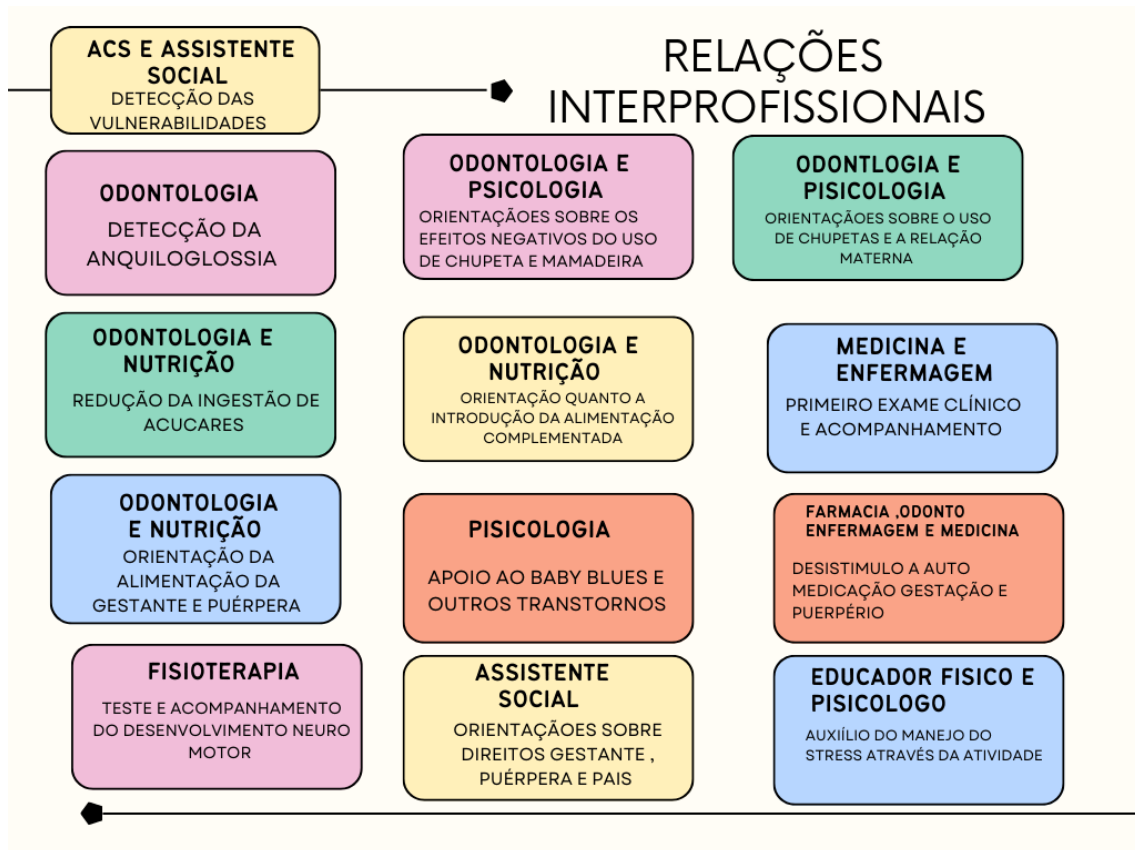 ACS E ASSISTENTE
SOCIAL
DETECÇÃO DAS
VULNERABILIDADES
RELAÇÕES
INTERPROFISSIONAIS
ODONTOLOGIA
DETECÇÃO DA
ANQUILOGLOSSIA
ODONTOLOGIA E
PSICOLOGIA
ORIENTAÇÃOES SOBRE OS
EFEITOS NEGATIVOS DO USO
DE CHUPETA E MAMADEIRA
ODONTLOGIA E
PISICOLOGIA
ORIENTAÇÃOES SOBRE O USO
DE CHUPETAS E A RELAÇÃO
MATERNA
ODONTOLOGIA E
NUTRIÇÃO
REDUÇÃO DA INGESTÃO DE
ACUCARES
ODONTOLOGIA E
NUTRIÇÃO
ORIENTAÇÃO QUANTO A
INTRODUÇÃO DA ALIMENTAÇÃO
COMPLEMENTADA
MEDICINA E
ENFERMAGEM
PRIMEIRO EXAME CLÍNICO
E ACOMPANHAMENTO
ODONTOLOGIA
E NUTRIÇÃO
ORIENTAÇÃO DA
ALIMENTAÇÃO DA
GESTANTE E PUÉRPERA
PISICOLOGIA
APOIO AO BABY BLUES E
OUTROS TRANSTORNOS
FARMACIA ,ODONTO
ENFERMAGEM E MEDICINA
DESISTIMULO A AUTO
MEDICAÇÃO GESTAÇÃO E
PUERPÉRIO
FISIOTERAPIA
TESTE E ACOMPANHAMENTO
DO DESENVOLVIMENTO NEURO
MOTOR
ASSISTENTE
SOCIAL
ORIENTAÇÃOES SOBRE
DIREITOS GESTANTE ,
PUÉRPERA E PAIS
EDUCADOR FISICO E
PISICOLOGO
AUXIÍLIO DO MANEJO DO
STRESS ATRAVÉS DA ATIVIDADE